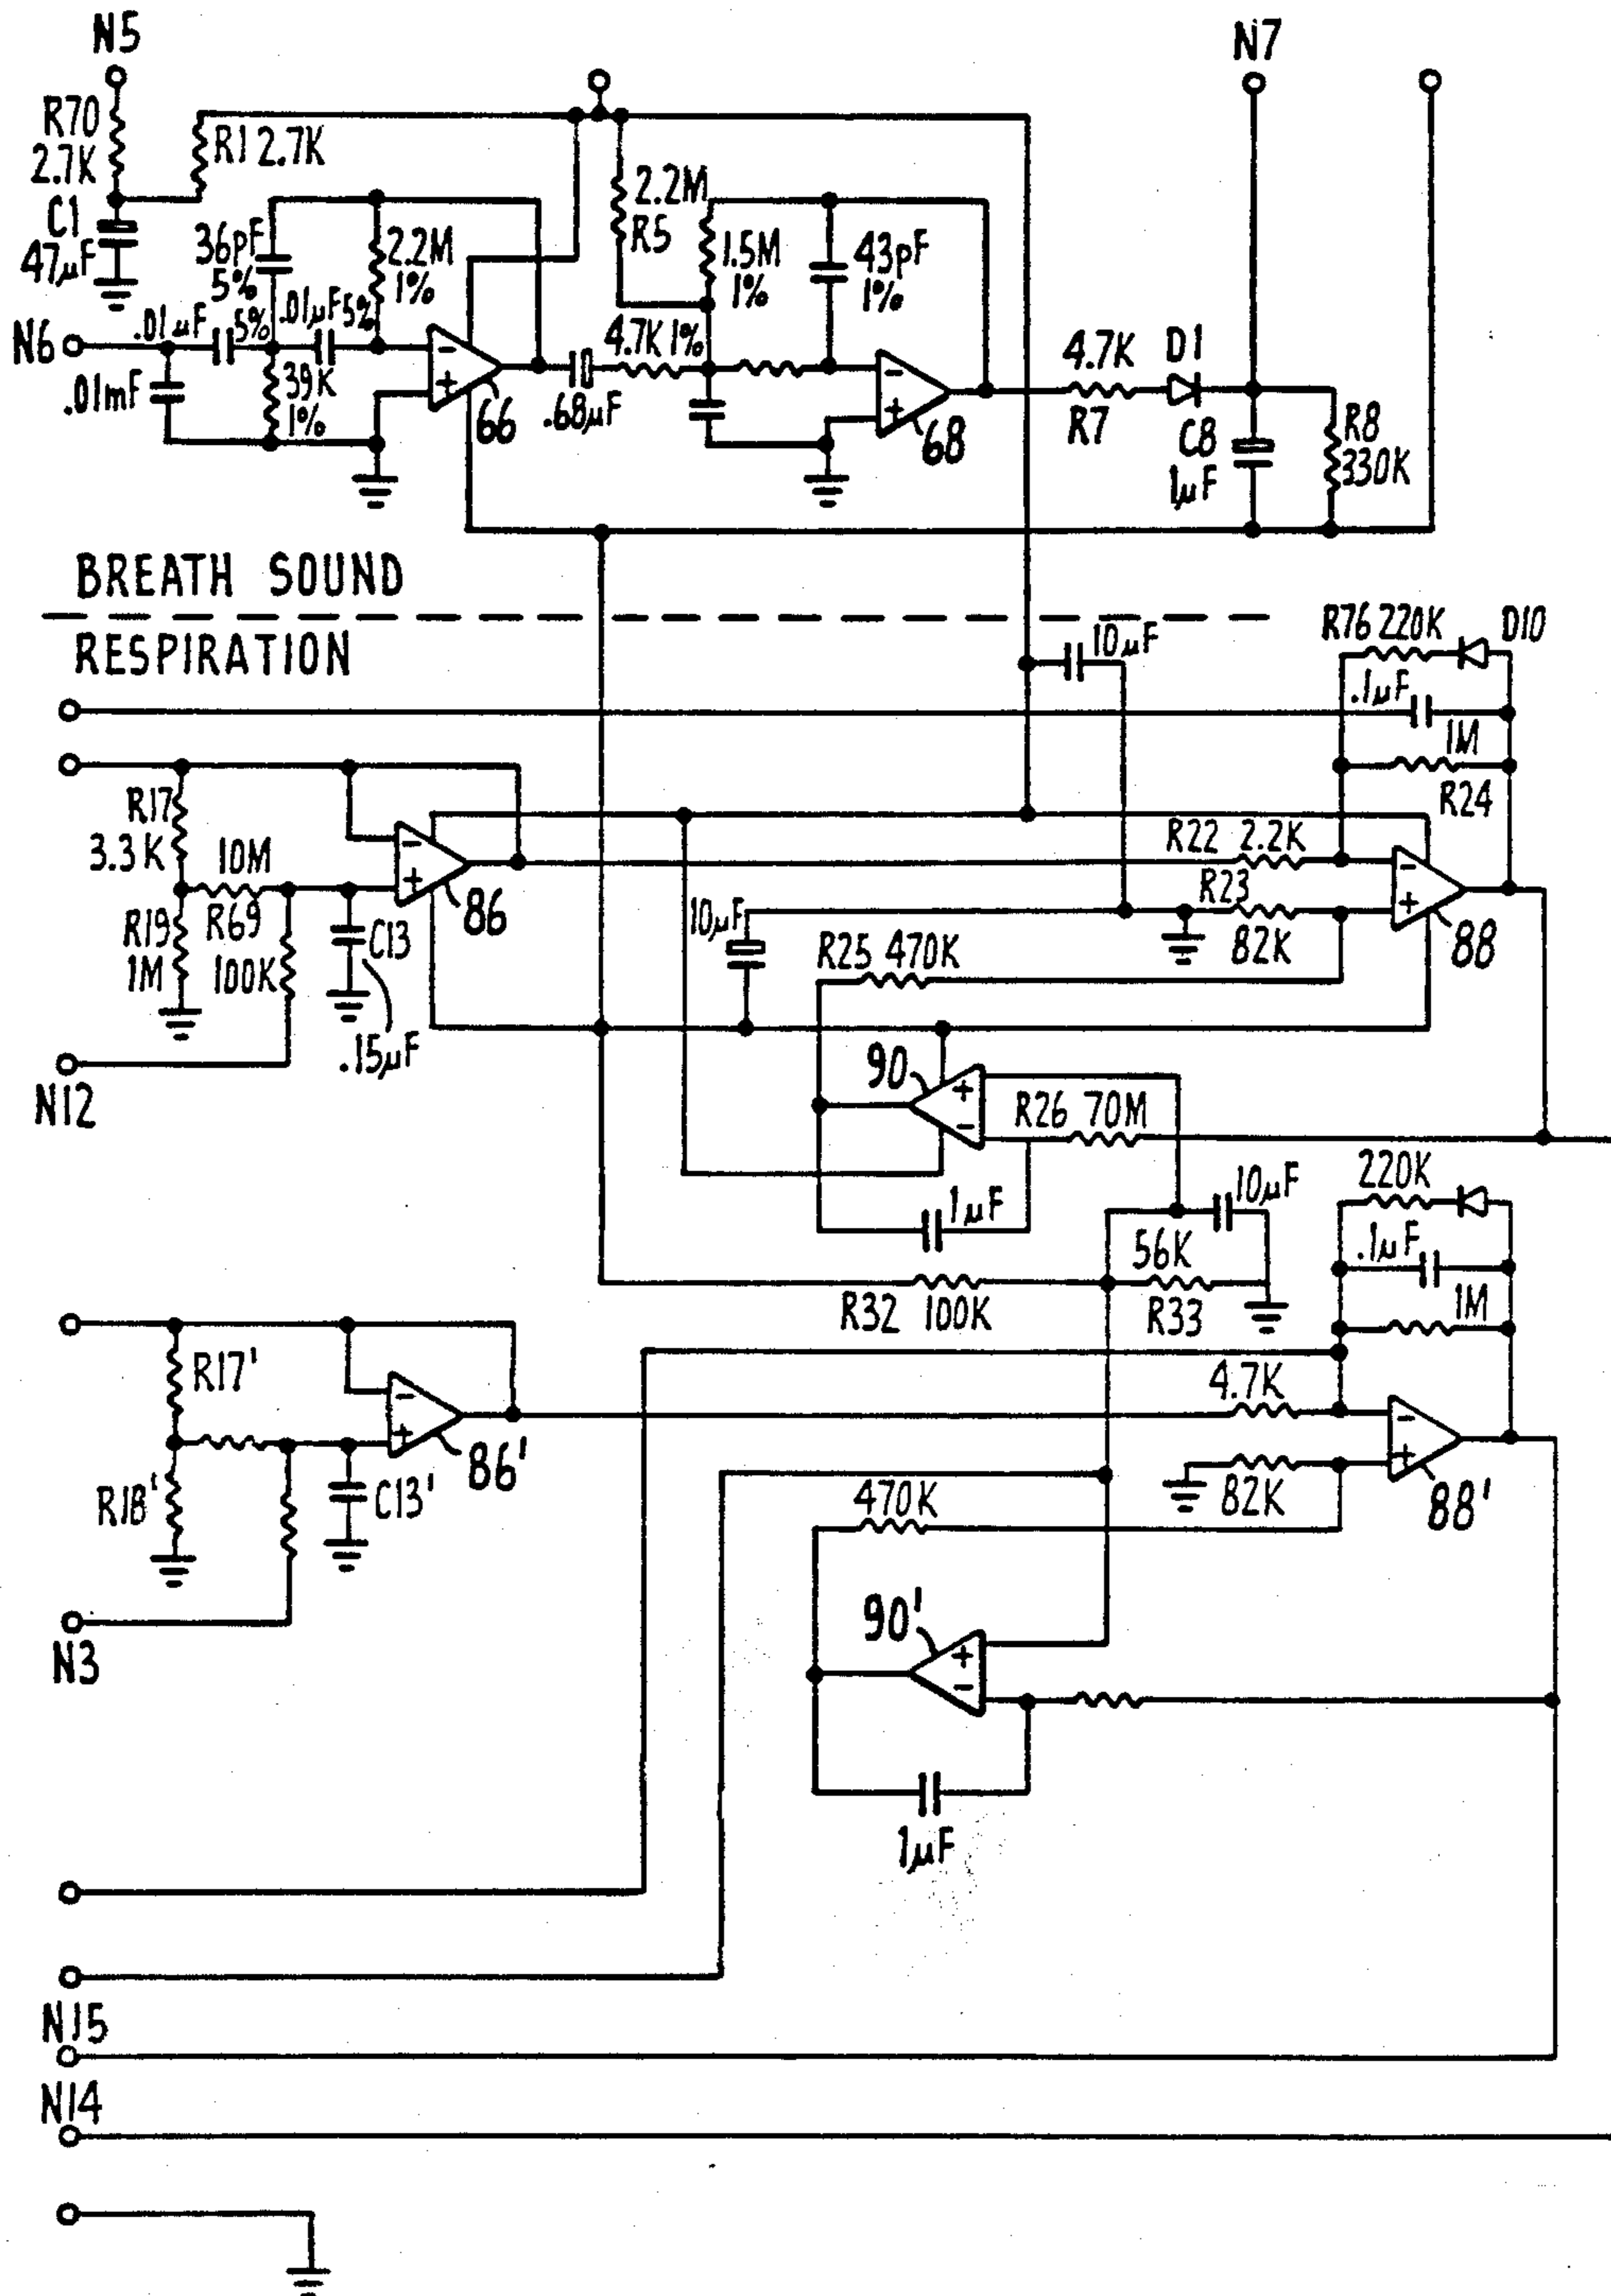 N5
N7
R70
2.7K
R1 2.7K
C1
47µF
36pF
5%
2.2M
1%
2.2M
R5
1.5M
1%
43pF
1%
.01µF
5%
.01µF
5%
N6
.01mF
39K
1%
66
.68µF
4.7K 1%
68
4.7K
D1
R7
C8
1µF
R8
330K
BREATH SOUND
RESPIRATION
10µF
R76 220K
D10
.1µF
1M
R24
R17
3.3K
10M
R19
1M
R69
100K
C13
.15µF
86
R22 2.2K
R23
82K
88
10µF
R25 470K
N12
90
R26 70M
1µF
10µF
56K
R32 100K
R33
220K
.1µF
1M
R17'
R18'
86'
C13'
4.7K
82K
88'
470K
N3
90'
1µF
N15
N14